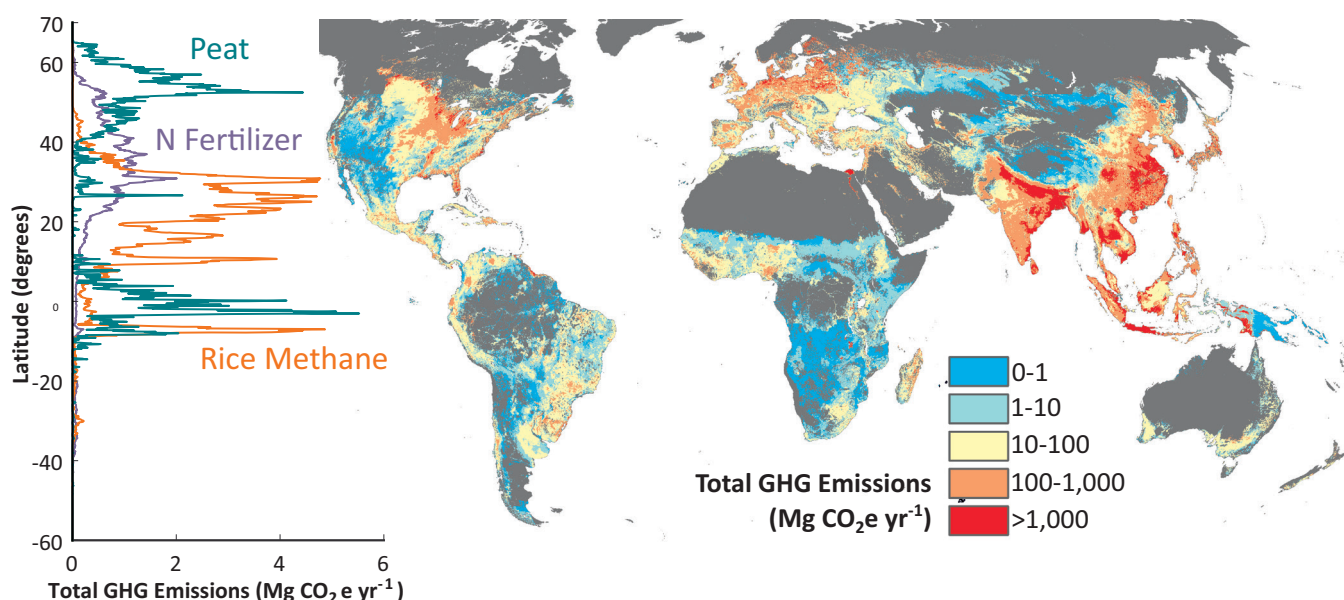 70
60
40
20
0
-20
-40
-60
Latitude (degrees)
Peat
N Fertilizer
Rice Methane
0
2
4
6
Total GHG Emissions (Mg CO₂ e yr⁻¹)
Total GHG Emissions
(Mg CO₂e yr⁻¹)
0-1
1-10
10-100
100-1,000
>1,000